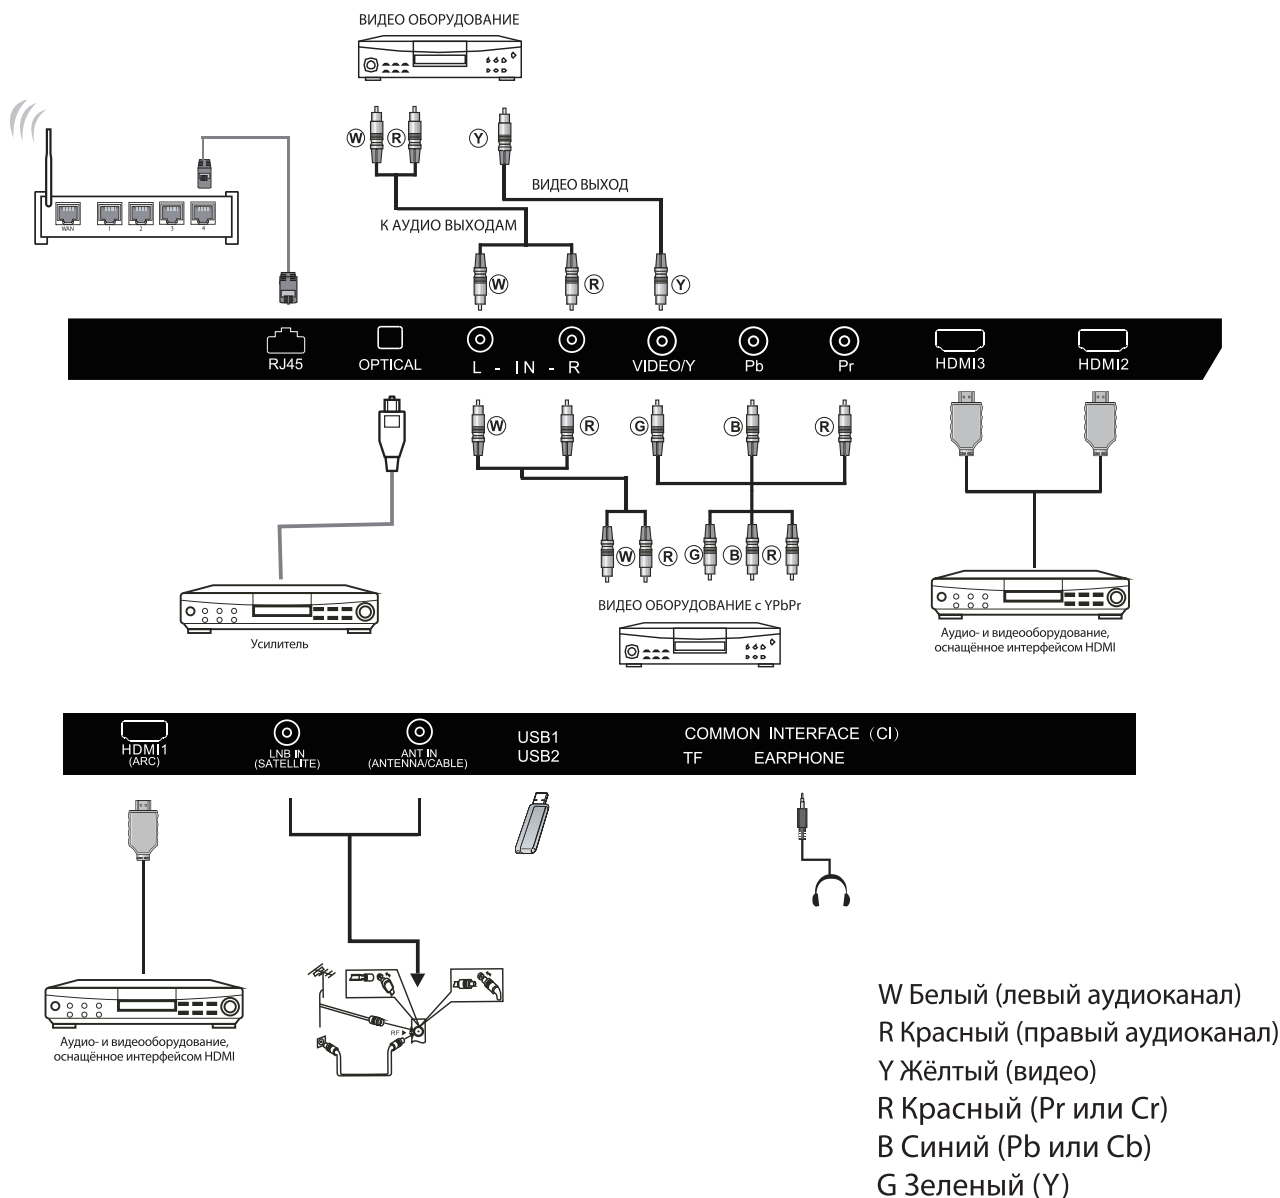 ВИДЕО ОБОРУДОВАНИЕ
W R Y
ВИДЕО ВЫХОД
К АУДИО ВЫХОДАМ
WAN 1 2 3 4
W R Y
RJ45 OPTICAL L - IN - R VIDEO/Y Pb Pr HDMI3 HDMI2
W R G B R
W R G B R
ВИДЕО ОБОРУДОВАНИЕ с YPbPr
Усилитель
Аудио- и видеооборудование,
оснащённое интерфейсом HDMI
HDMI1
(ARC)
LNB IN
(SATELLITE)
ANT IN
(ANTENNA/CABLE)
USB1
USB2
COMMON INTERFACE (CI)
TF EARPHONE
RF
Аудио- и видеооборудование,
оснащённое интерфейсом HDMI
W Белый (левый аудиоканал)
R Красный (правый аудиоканал)
Y Жёлтый (видео)
R Красный (Pr или Cr)
B Синий (Pb или Cb)
G Зеленый (Y)